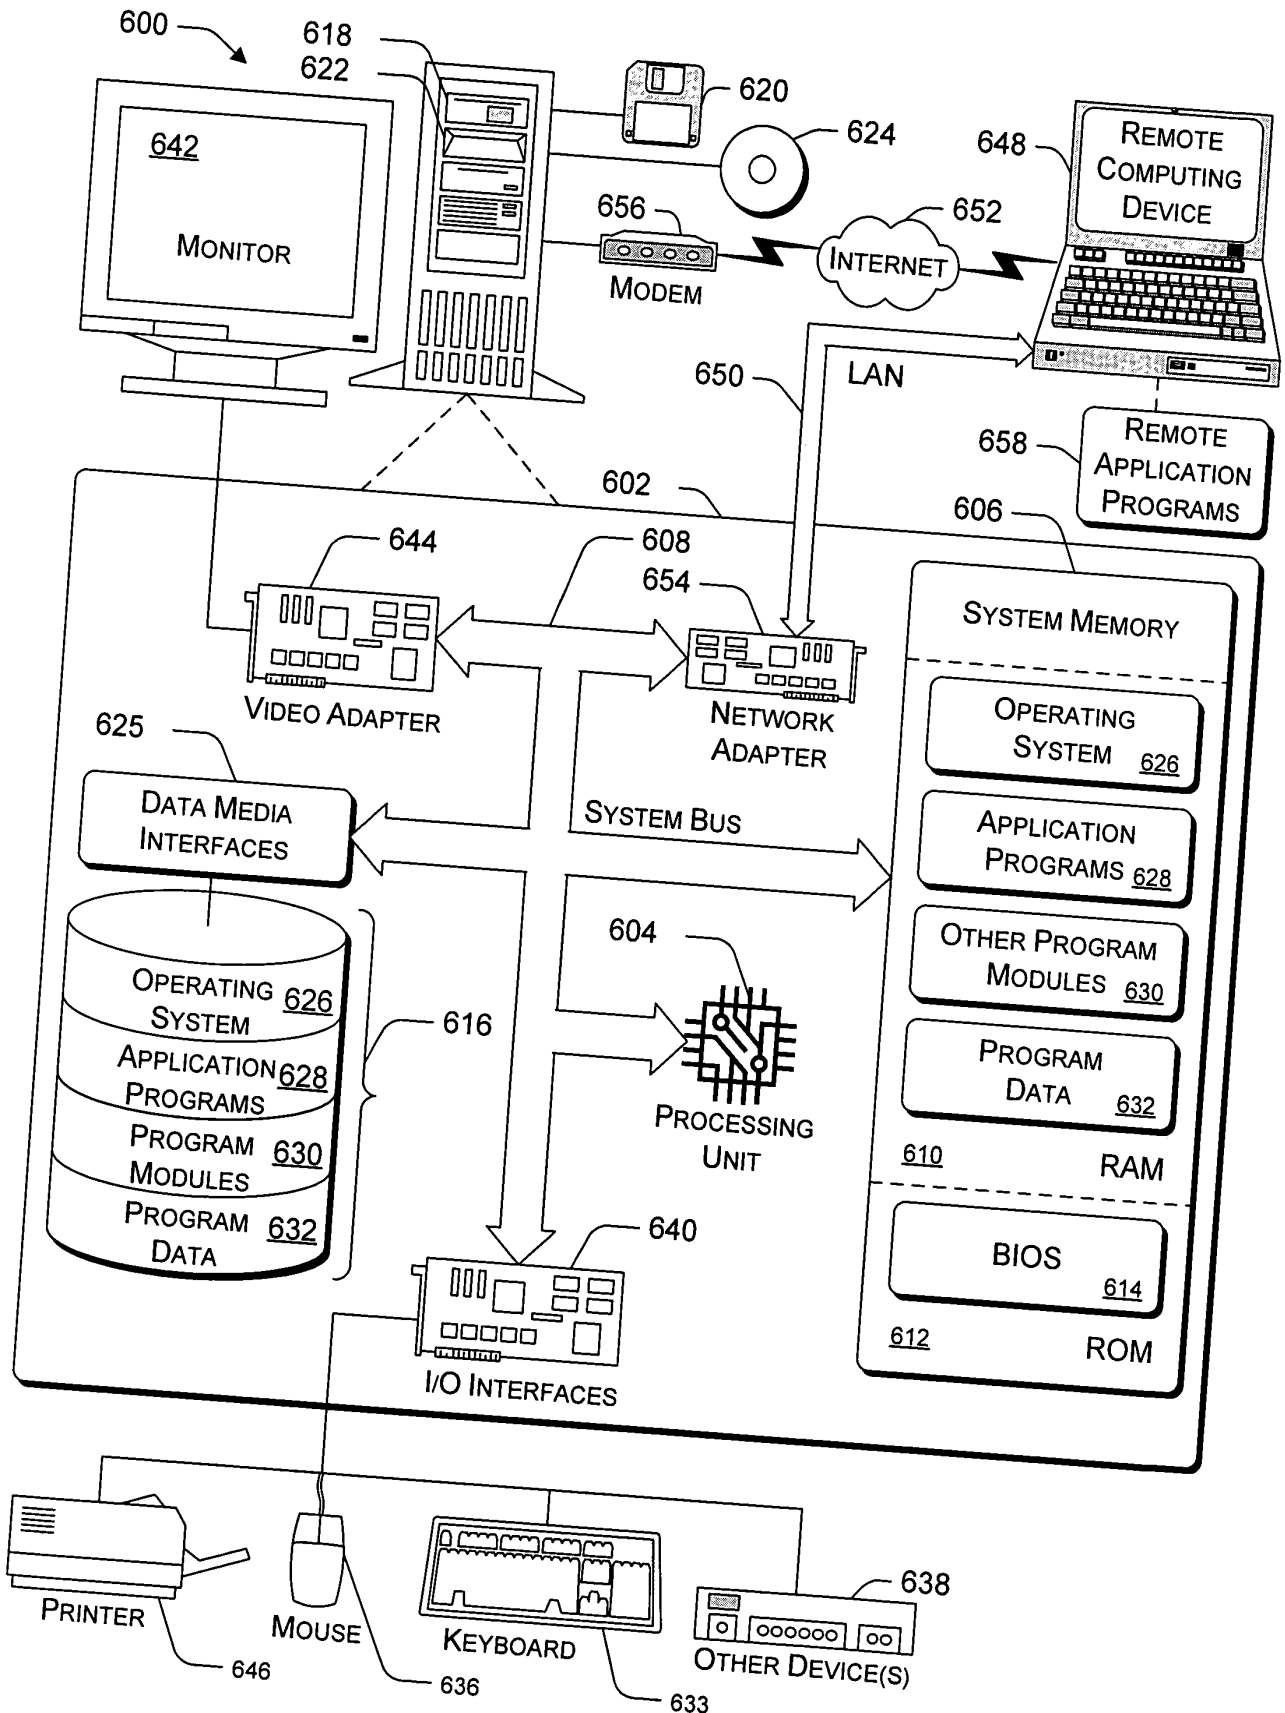 600
618
622
620
624
648
REMOTE
COMPUTING
DEVICE
642
MONITOR
656
MODEM
652
INTERNET
650
LAN
658
REMOTE
APPLICATION
PROGRAMS
602
606
644
608
654
SYSTEM MEMORY
VIDEO ADAPTER
NETWORK
ADAPTER
OPERATING
SYSTEM 626
625
DATA MEDIA
INTERFACES
SYSTEM BUS
APPLICATION
PROGRAMS 628
604
OTHER PROGRAM
MODULES 630
OPERATING
SYSTEM 626
616
APPLICATION
PROGRAMS 628
PROGRAM
MODULES 630
PROGRAM
DATA 632
PROCESSING
UNIT
PROGRAM
DATA 632
610 RAM
640
BIOS
614
612 ROM
I/O INTERFACES
PRINTER
646
MOUSE
636
KEYBOARD
633
638
OTHER DEVICE(S)